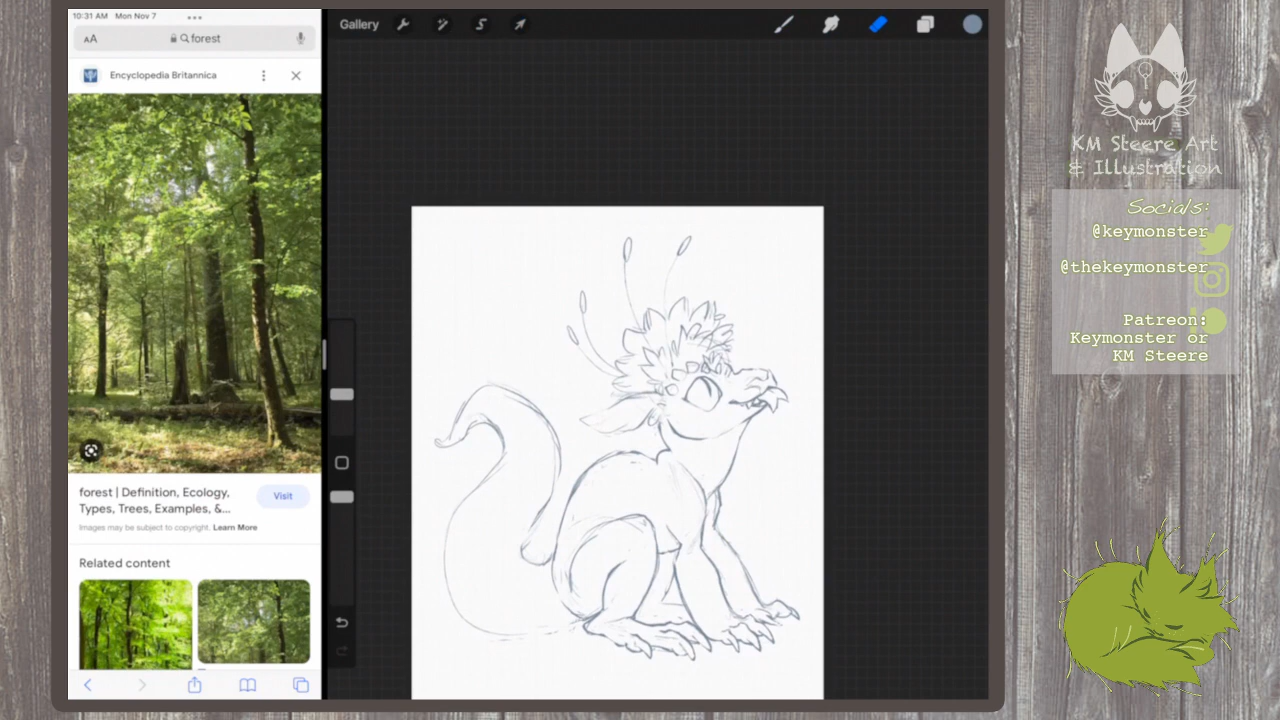 10:31 AM Mon Nov 7
AA
forest
Encyclopedia Britannica
forest | Definition, Ecology,
Types, Trees, Examples, &...
Visit
Images may be subject to copyright. Learn More
Related content
Gallery
KM Steere Art
& Illustration
Socials:
@keymonster
@thekeymonster
Patreon:
Keymonster or
KM Steere